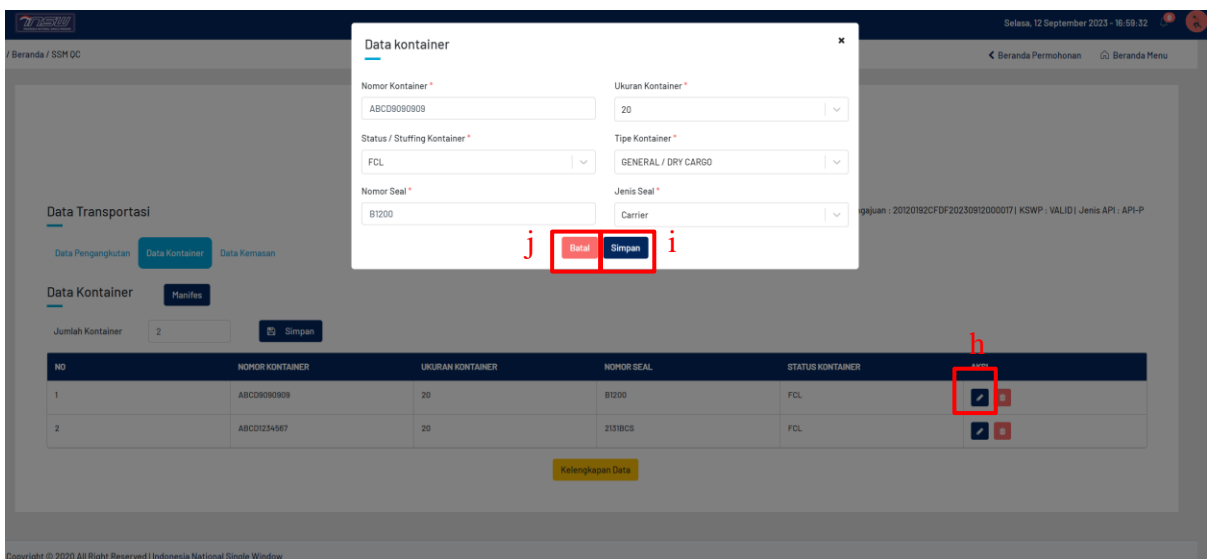 Selasa, 12 September 2023 - 16:59:32
/ Beranda / SSM QC
Beranda Permohonan
Beranda Menu
Data kontainer
Nomor Kontainer *
Ukuran Kontainer *
ABCD9090909
20
Status / Stuffing Kontainer *
Tipe Kontainer *
FCL
GENERAL / DRY CARGO
Nomor Seal *
Jenis Seal *
B1200
Carrier
j
Batal
Simpan
i
Data Transportasi
gajuan : 20120192CFDF20230912000017 | KSWP : VALID | Jenis API : API-P
Data Pengangkutan
Data Kontainer
Data Kemasan
Data Kontainer
Manifes
Jumlah Kontainer
2
Simpan
h
NO
NOMOR KONTAINER
UKURAN KONTAINER
NOMOR SEAL
STATUS KONTAINER
AKSI
1
ABCD9090909
20
B1200
FCL
2
ABCD1234567
20
2131BCS
FCL
Kelengkapan Data
Copyright © 2020 All Right Reserved | Indonesia National Single Window